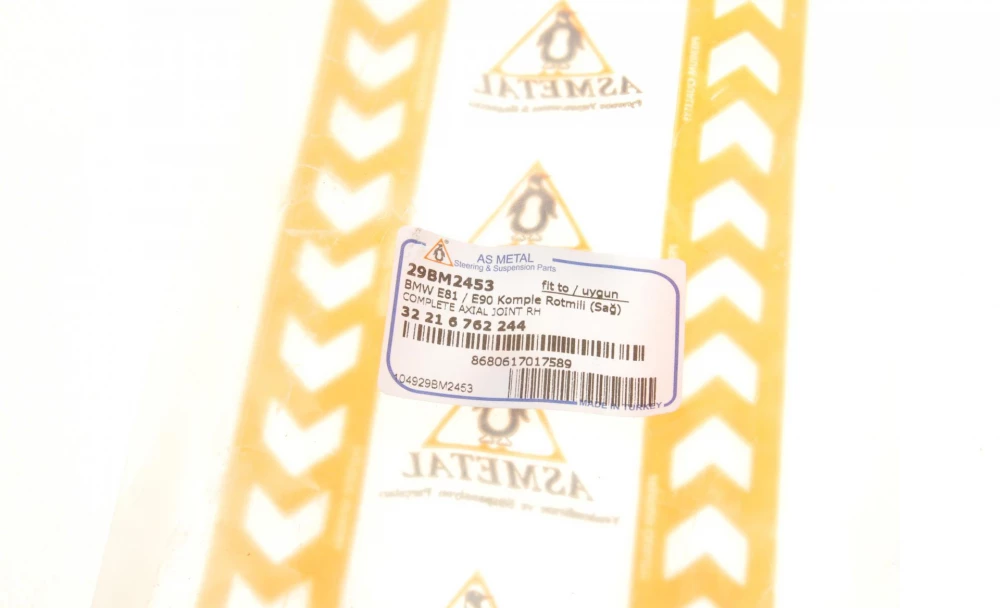 ASMETAL
AS METAL
Steering & Suspension Parts
29BM2453
fit to / uygun
BMW E81 / E90 Komple Rotmili (Sağ)
COMPLETE AXIAL JOINT RH
32 21 6 762 244
8680617017589
104929BM2453
MADE IN TURKEY
ASMETAL